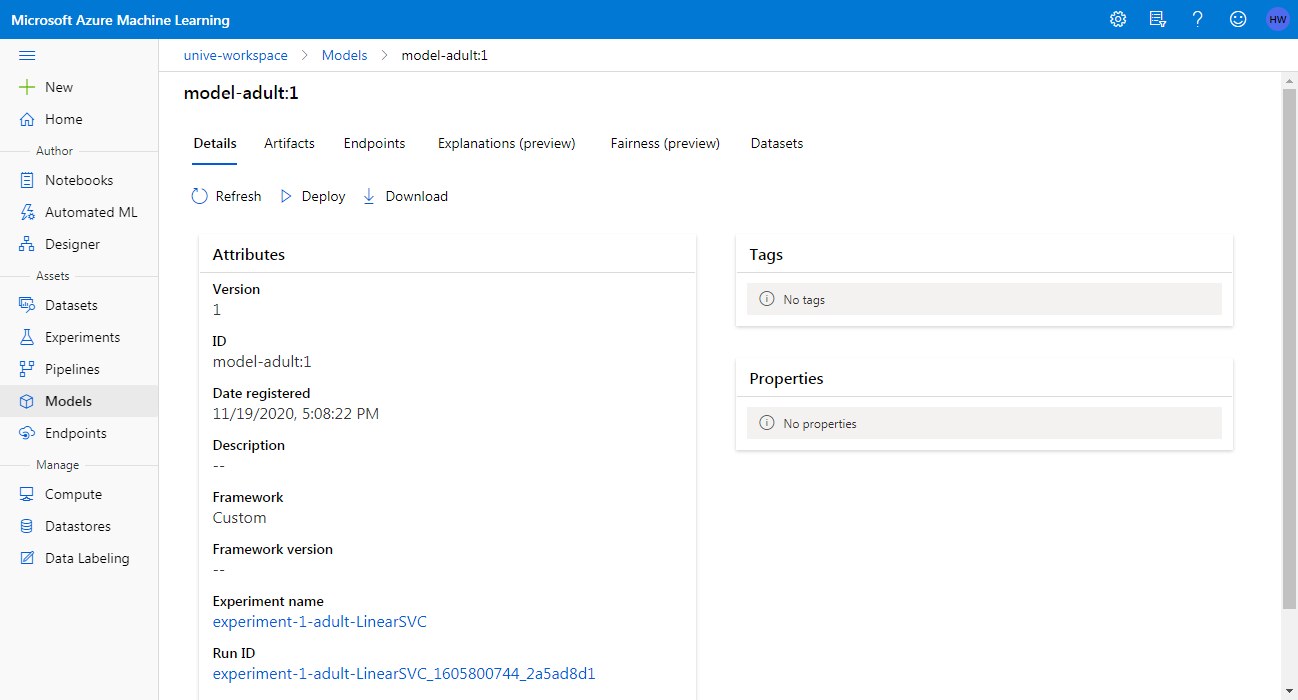 Microsoft Azure Machine Learning
HW
unive-workspace > Models > model-adult:1
New
Home
Author
Notebooks
Automated ML
Designer
Assets
Datasets
Experiments
Pipelines
Models
Endpoints
Manage
Compute
Datastores
Data Labeling
model-adult:1
Details Artifacts Endpoints Explanations (preview) Fairness (preview) Datasets
Refresh Deploy Download
Attributes
Version
1
ID
model-adult:1
Date registered
11/19/2020, 5:08:22 PM
Description
--
Framework
Custom
Framework version
--
Experiment name
experiment-1-adult-LinearSVC
Run ID
experiment-1-adult-LinearSVC_1605800744_2a5ad8d1
Tags
No tags
Properties
No properties